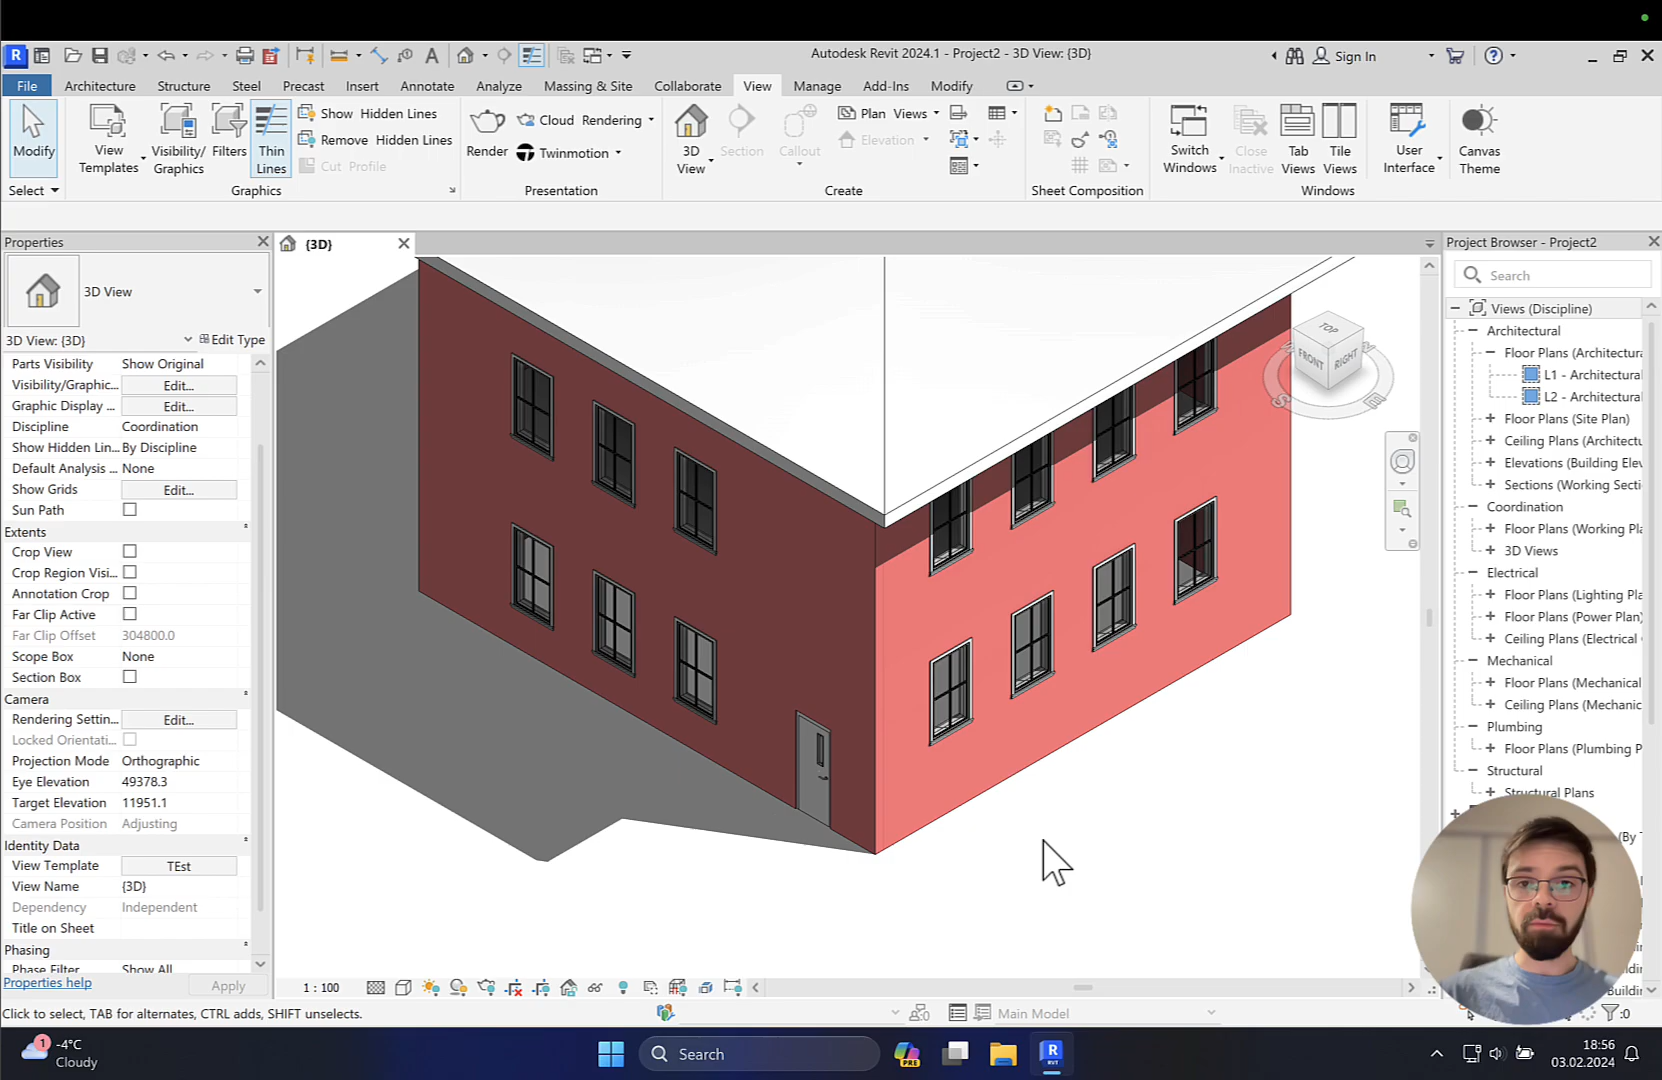 Autodesk Revit 2024.1 - Project2 - 3D View: {3D}
Sign In
File
Architecture
Structure
Steel
Precast
Insert
Annotate
Analyze
Massing & Site
Collaborate
View
Manage
Add-Ins
Modify
Modify
View Templates
Visibility/ Graphics
Filters
Thin Lines
Show Hidden Lines
Remove Hidden Lines
Cut Profile
Render
Cloud Rendering
Twinmotion
3D View
Section
Callout
Plan Views
Elevation
Switch Windows
Close Inactive
Tab Views
Tile Views
User Interface
Canvas Theme
Select
Graphics
Presentation
Create
Sheet Composition
Windows
Properties
{3D}
Project Browser - Project2
3D View
Search
3D View: {3D}
Edit Type
Parts Visibility Show Original
Visibility/Graphic... Edit...
Graphic Display ... Edit...
Discipline Coordination
Show Hidden Lin... By Discipline
Default Analysis ... None
Show Grids Edit...
Sun Path
Extents
Crop View
Crop Region Visi...
Annotation Crop
Far Clip Active
Far Clip Offset 304800.0
Scope Box None
Section Box
Camera
Rendering Settin... Edit...
Locked Orientati...
Projection Mode Orthographic
Eye Elevation 49378.3
Target Elevation 11951.1
Camera Position Adjusting
Identity Data
View Template TEst
View Name {3D}
Dependency Independent
Title on Sheet
Phasing
Phase Filter Show All
Properties help
Apply
TOP
FRONT
RIGHT
S
E
Views (Discipline)
Architectural
Floor Plans (Architectura
L1 - Architectural
L2 - Architectural
Floor Plans (Site Plan)
Ceiling Plans (Architectu
Elevations (Building Elev
Sections (Working Secti
Coordination
Floor Plans (Working Pla
3D Views
Electrical
Floor Plans (Lighting Pla
Floor Plans (Power Plan)
Ceiling Plans (Electrical
Mechanical
Floor Plans (Mechanical
Ceiling Plans (Mechanic
Plumbing
Floor Plans (Plumbing P
Structural
Structural Plans
(By T
Buildin
1 : 100
Click to select, TAB for alternates, CTRL adds, SHIFT unselects.
Main Model
:0
1
-4°C
Cloudy
Search
PRE
R
RVT
18:56
03.02.2024